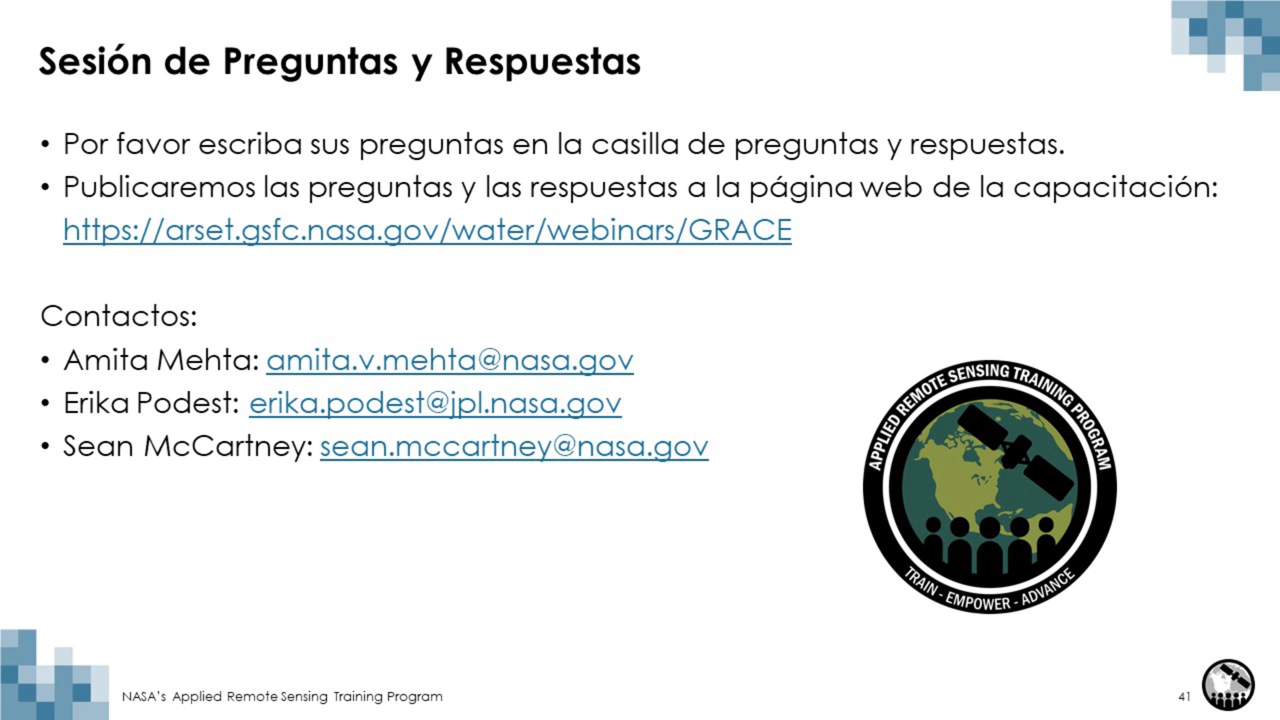 Sesión de Preguntas y Respuestas
• Por favor escriba sus preguntas en la casilla de preguntas y respuestas.
• Publicaremos las preguntas y las respuestas a la página web de la capacitación:
https://arset.gsfc.nasa.gov/water/webinars/GRACE
Contactos:
• Amita Mehta: amita.v.mehta@nasa.gov
• Erika Podest: erika.podest@jpl.nasa.gov
• Sean McCartney: sean.mccartney@nasa.gov
APPLIED REMOTE SENSING TRAINING PROGRAM
TRAIN - EMPOWER - ADVANCE
NASA's Applied Remote Sensing Training Program
41